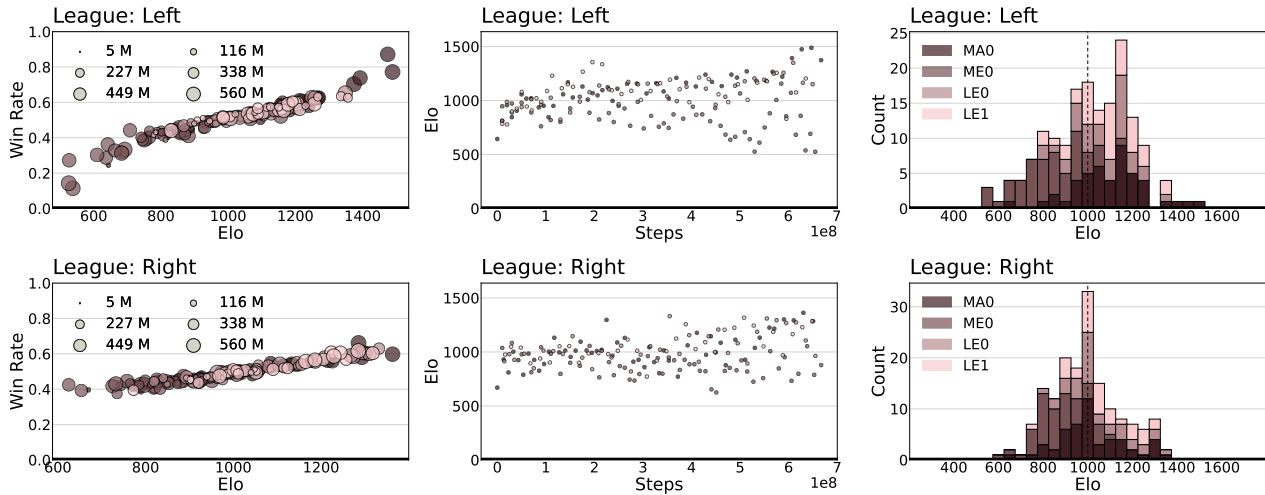 League: Left
League: Left
League: Left
1.0
0.8
0.6
0.4
0.2
0.0
Win Rate
5 M
116 M
227 M
338 M
449 M
560 M
600
800
1000
1200
1400
Elo
1500
1000
500
Elo
0
1
2
3
4
5
6
7
1e8
Steps
25
20
15
10
5
0
Count
MA0
ME0
LE0
LE1
400
600
800
1000
1200
1400
1600
Elo
League: Right
League: Right
League: Right
1.0
0.8
0.6
0.4
0.2
0.0
Win Rate
5 M
116 M
227 M
338 M
449 M
560 M
600
800
1000
1200
Elo
1500
1000
500
Elo
0
1
2
3
4
5
6
7
1e8
Steps
30
20
10
0
Count
MA0
ME0
LE0
LE1
400
600
800
1000
1200
1400
1600
Elo